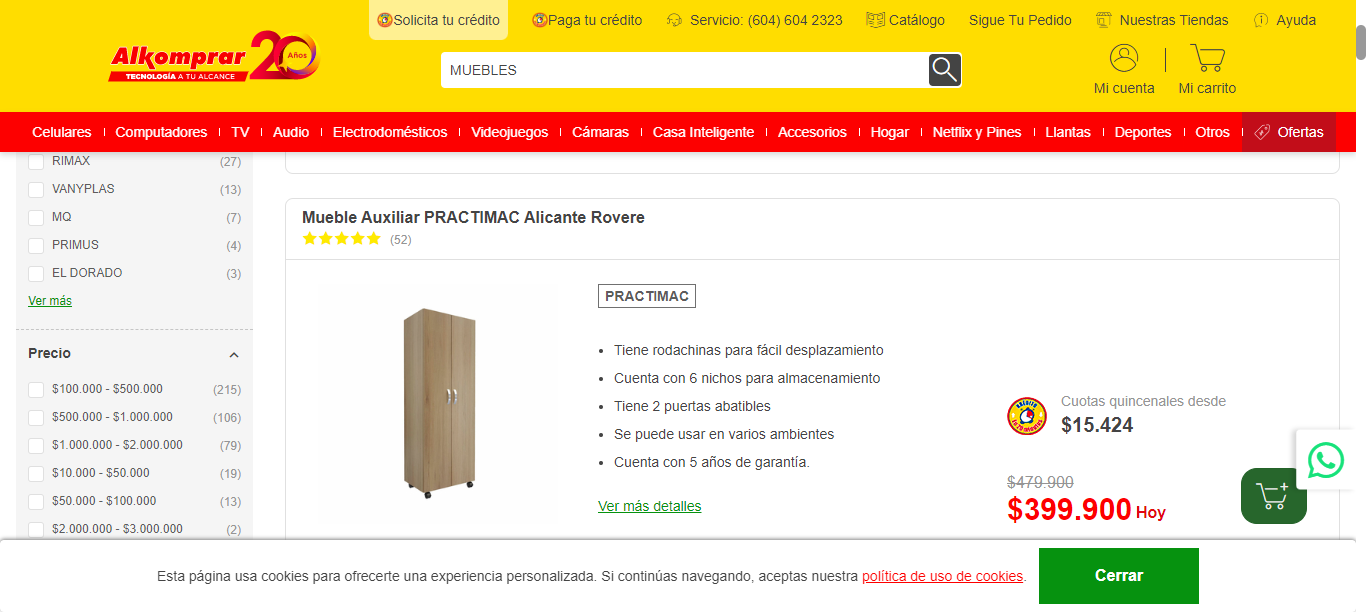 Solicita tu crédito
Paga tu crédito
Servicio: (604) 604 2323
Catálogo
Sigue Tu Pedido
Nuestras Tiendas
Ayuda
Alkomprar 20 Años
TECNOLOGÍA A TU ALCANCE
MUEBLES
Mi cuenta
Mi carrito
Celulares
Computadores
TV
Audio
Electrodomésticos
Videojuegos
Cámaras
Casa Inteligente
Accesorios
Hogar
Netflix y Pines
Llantas
Deportes
Otros
Ofertas
RIMAX (27)
VANYPLAS (13)
MQ (7)
PRIMUS (4)
EL DORADO (3)
Ver más
Precio
$100.000 - $500.000 (215)
$500.000 - $1.000.000 (106)
$1.000.000 - $2.000.000 (79)
$10.000 - $50.000 (19)
$50.000 - $100.000 (13)
$2.000.000 - $3.000.000 (2)
Mueble Auxiliar PRACTIMAC Alicante Rovere
(52)
PRACTIMAC
Tiene rodachinas para fácil desplazamiento
Cuenta con 6 nichos para almacenamiento
Tiene 2 puertas abatibles
Se puede usar en varios ambientes
Cuenta con 5 años de garantía.
Ver más detalles
Cuotas quincenales desde
$15.424
$479.900
$399.900 Hoy
Esta página usa cookies para ofrecerte una experiencia personalizada. Si continúas navegando, aceptas nuestra política de uso de cookies.
Cerrar